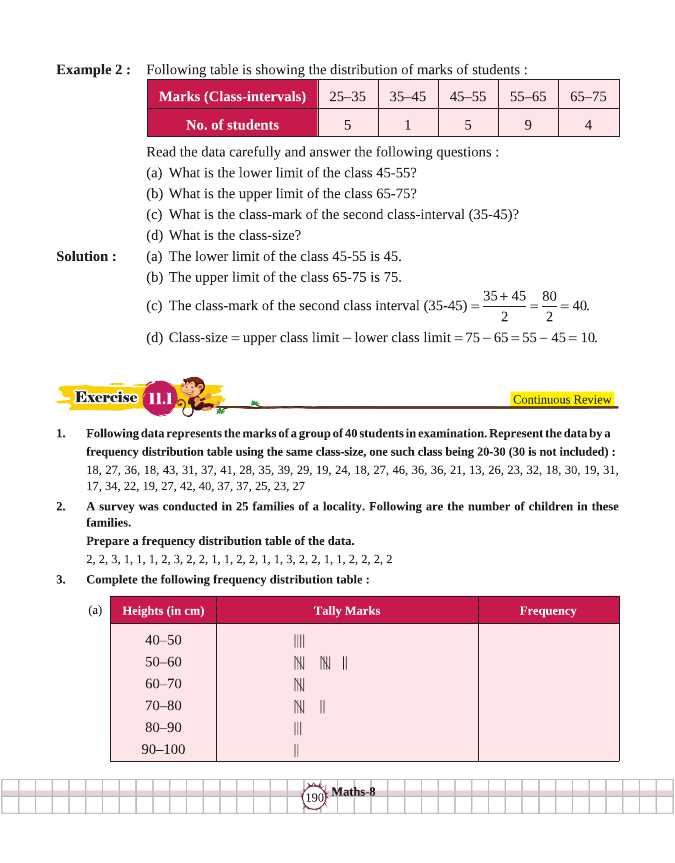 Example 2 : Following table is showing the distribution of marks of students :
Marks (Class-intervals) 25–35 35–45 45–55 55–65 65–75
No. of students 5 1 5 9 4
Read the data carefully and answer the following questions :
(a) What is the lower limit of the class 45-55?
(b) What is the upper limit of the class 65-75?
(c) What is the class-mark of the second class-interval (35-45)?
(d) What is the class-size?
Solution : (a) The lower limit of the class 45-55 is 45.
(b) The upper limit of the class 65-75 is 75.
(c) The class-mark of the second class interval (35-45) = (35 + 45)/2 = 80/2 = 40.
(d) Class-size = upper class limit − lower class limit = 75 − 65 = 55 − 45 = 10.
Exercise 11.1
Continuous Review
1. Following data represents the marks of a group of 40 students in examination. Represent the data by a
frequency distribution table using the same class-size, one such class being 20-30 (30 is not included) :
18, 27, 36, 18, 43, 31, 37, 41, 28, 35, 39, 29, 19, 24, 18, 27, 46, 36, 36, 21, 13, 26, 23, 32, 18, 30, 19, 31,
17, 34, 22, 19, 27, 42, 40, 37, 37, 25, 23, 27
2. A survey was conducted in 25 families of a locality. Following are the number of children in these
families.
Prepare a frequency distribution table of the data.
2, 2, 3, 1, 1, 1, 2, 3, 2, 2, 1, 1, 2, 2, 1, 1, 3, 2, 2, 1, 1, 2, 2, 2, 2
3. Complete the following frequency distribution table :
(a) Heights (in cm) Tally Marks Frequency
40–50 ||||
50–60 𝍸 𝍸 ||
60–70 𝍸
70–80 𝍸 ||
80–90 |||
90–100 ||
190 Maths-8